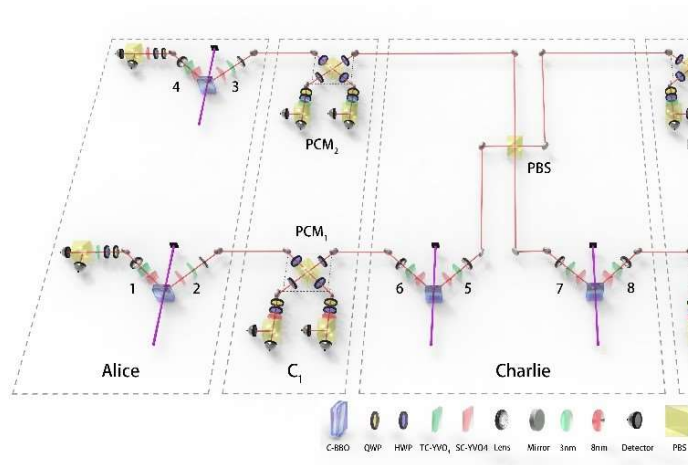 4 3
PCM₂
PBS
PCM₁
1 2 6 5 7 8
Alice C₁ Charlie
C-BBO QWP HWP TC-YVO₄ SC-YVO4 Lens Mirror 3nm 8nm Detector PBS